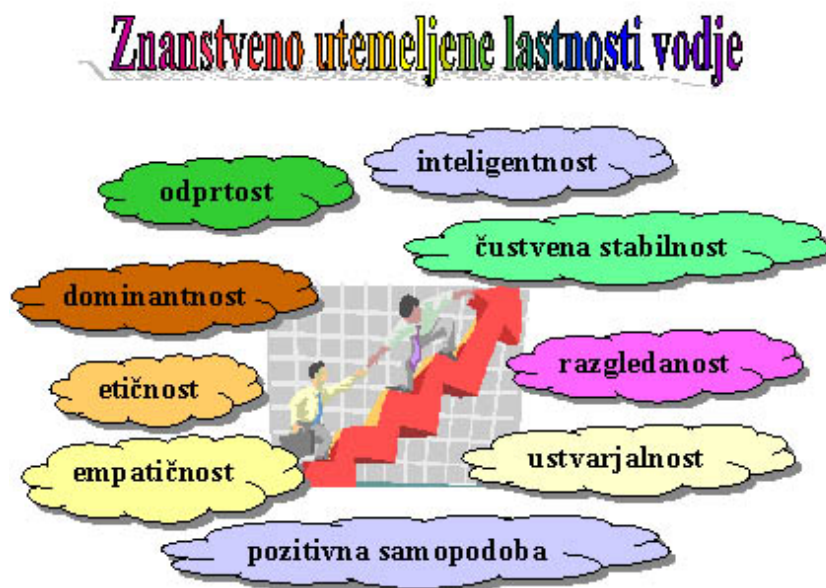 Znanstveno utemeljene lastnosti vodje
inteligentnost
odprtost
čustvena stabilnost
dominantnost
razgledanost
etičnost
ustvarjalnost
empatičnost
pozitivna samopodoba